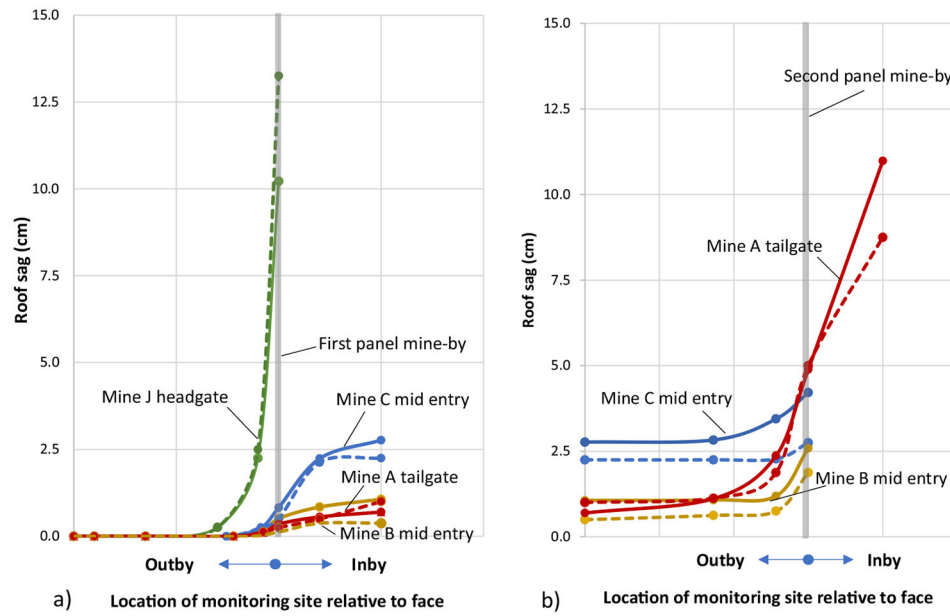 15.0
12.5
10.0
7.5
5.0
2.5
0.0
Roof sag (cm)
First panel mine-by
Mine J headgate
Mine C mid entry
Mine A tailgate
Mine B mid entry
Outby
Inby
a)
Location of monitoring site relative to face
15.0
12.5
10.0
7.5
5.0
2.5
0.0
Roof sag (cm)
Second panel mine-by
Mine A tailgate
Mine C mid entry
Mine B mid entry
Outby
Inby
b)
Location of monitoring site relative to face